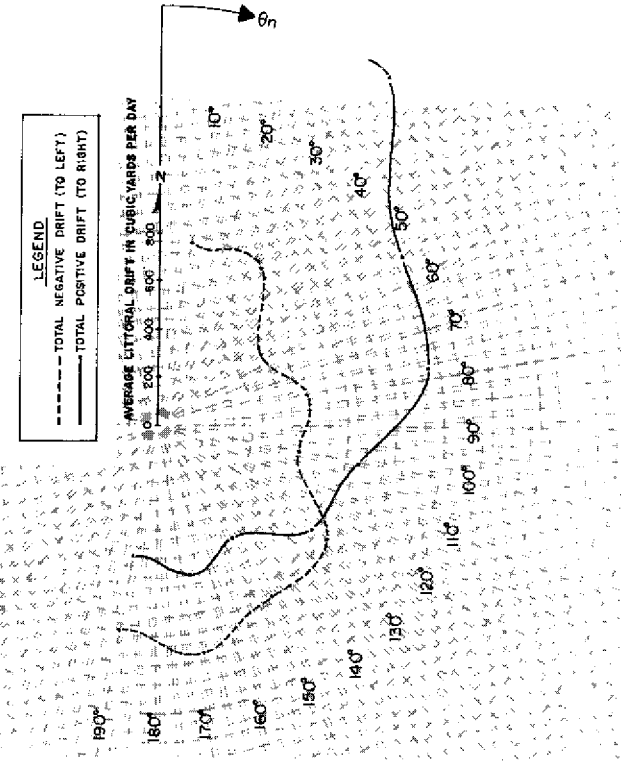 θn
LEGEND
TOTAL NEGATIVE DRIFT (TO LEFT)
TOTAL POSITIVE DRIFT (TO RIGHT)
AVERAGE LITTORAL DRIFT IN CUBIC YARDS PER DAY
0 200 400 600 800
N
10°
20°
30°
40°
50°
60°
70°
80°
90°
100°
110°
120°
130°
140°
150°
160°
170°
180°
190°